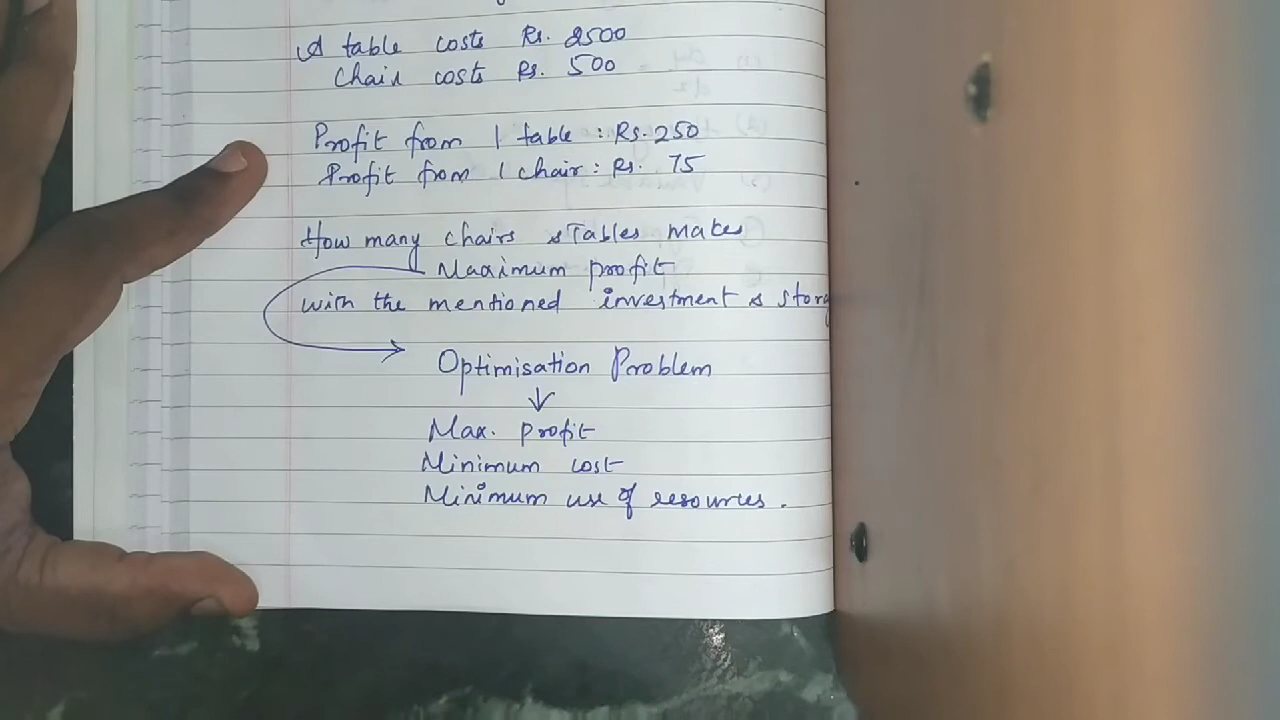 A table costs Rs. 2500
Chair costs Rs. 500
Profit from 1 table : Rs. 250
Profit from 1 chair : Rs. 75
How many chairs & Tables makes
Maximum profit
with the mentioned investment &
Optimisation Problem
Max. profit
Minimum cost
Minimum use of resources.